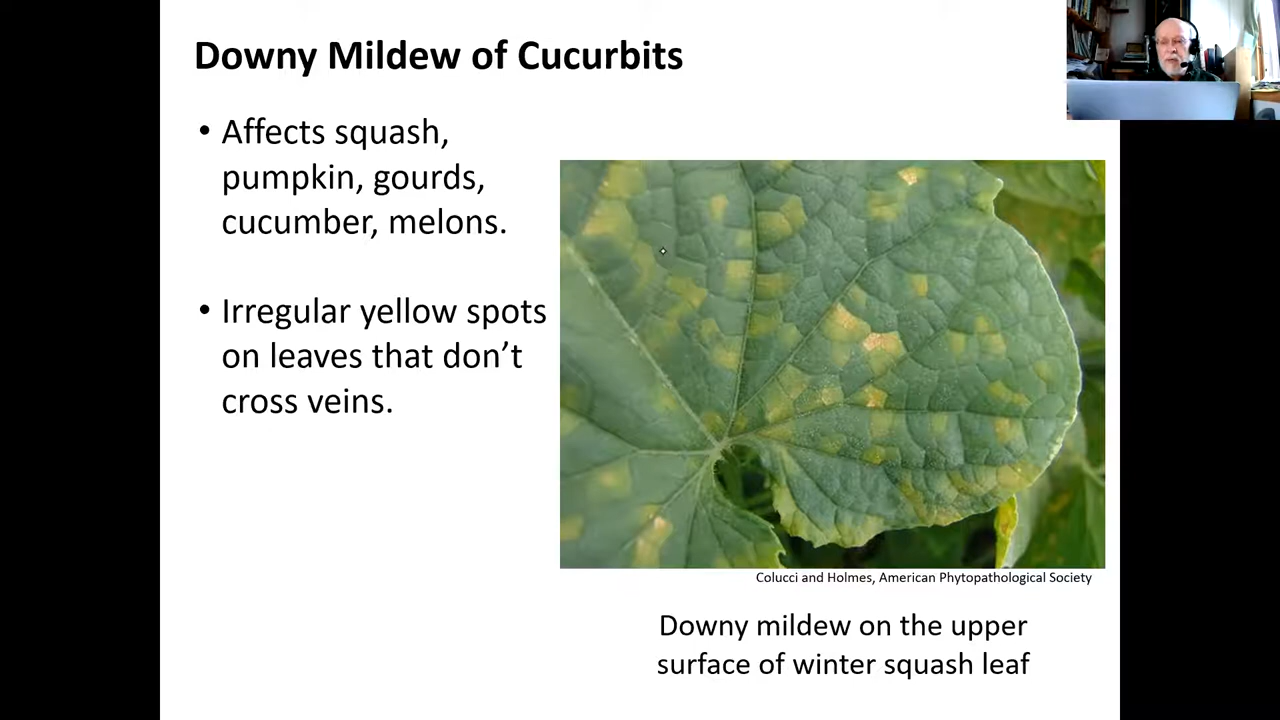 Downy Mildew of Cucurbits
• Affects squash,
pumpkin, gourds,
cucumber, melons.
• Irregular yellow spots
on leaves that don’t
cross veins.
Colucci and Holmes, American Phytopathological Society
Downy mildew on the upper
surface of winter squash leaf